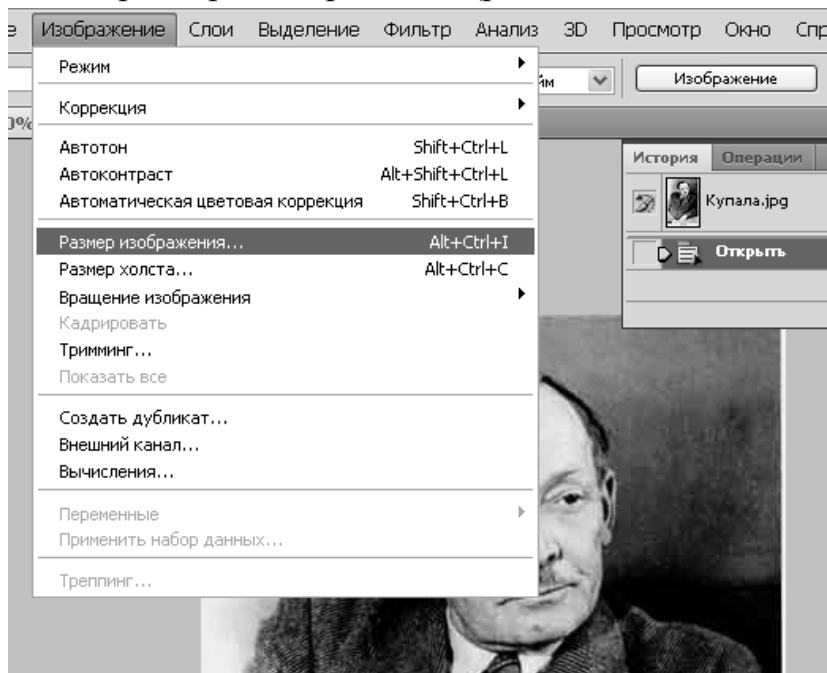 Изображение Слои Выделение Фильтр Анализ 3D Просмотр Окно
Режим
Изображение
Коррекция
Автотон Shift+Ctrl+L
Автоконтраст Alt+Shift+Ctrl+L
Автоматическая цветовая коррекция Shift+Ctrl+B
Размер изображения... Alt+Ctrl+I
Размер холста... Alt+Ctrl+C
Вращение изображения
Кадрировать
Тримминг...
Показать все
Создать дубликат...
Внешний канал...
Вычисления...
Переменные
Применить набор данных...
Треппинг...
История Операции
Купала.jpg
Открыть